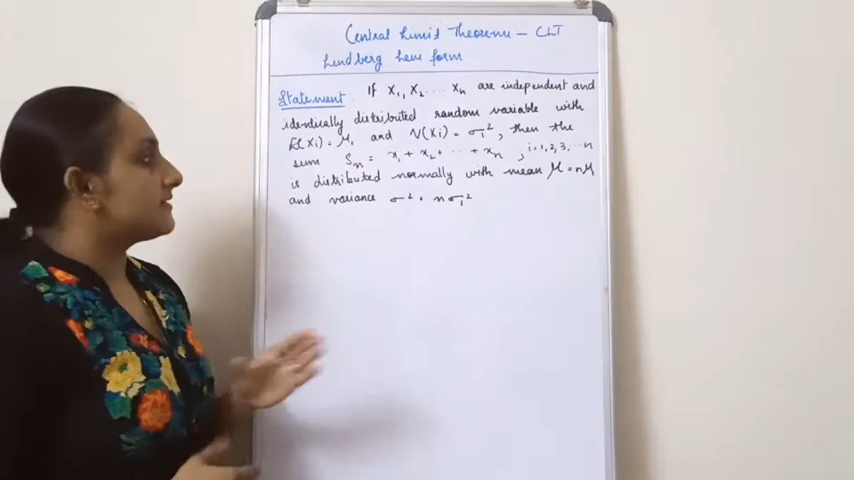 Central Limit Theorem - CLT
Lindberg Levy form
Statement. If X₁, X₂ ..... Xₙ are independent and
identically distributed random variable with
E(Xi) = μ₁ and V(Xi) = σ₁², then the
sum Sₙ = x₁ + x₂ + ..... + xₙ, i=1,2,3,...n
is distributed normally with mean μ = nμ₁
and variance σ² = nσ₁²